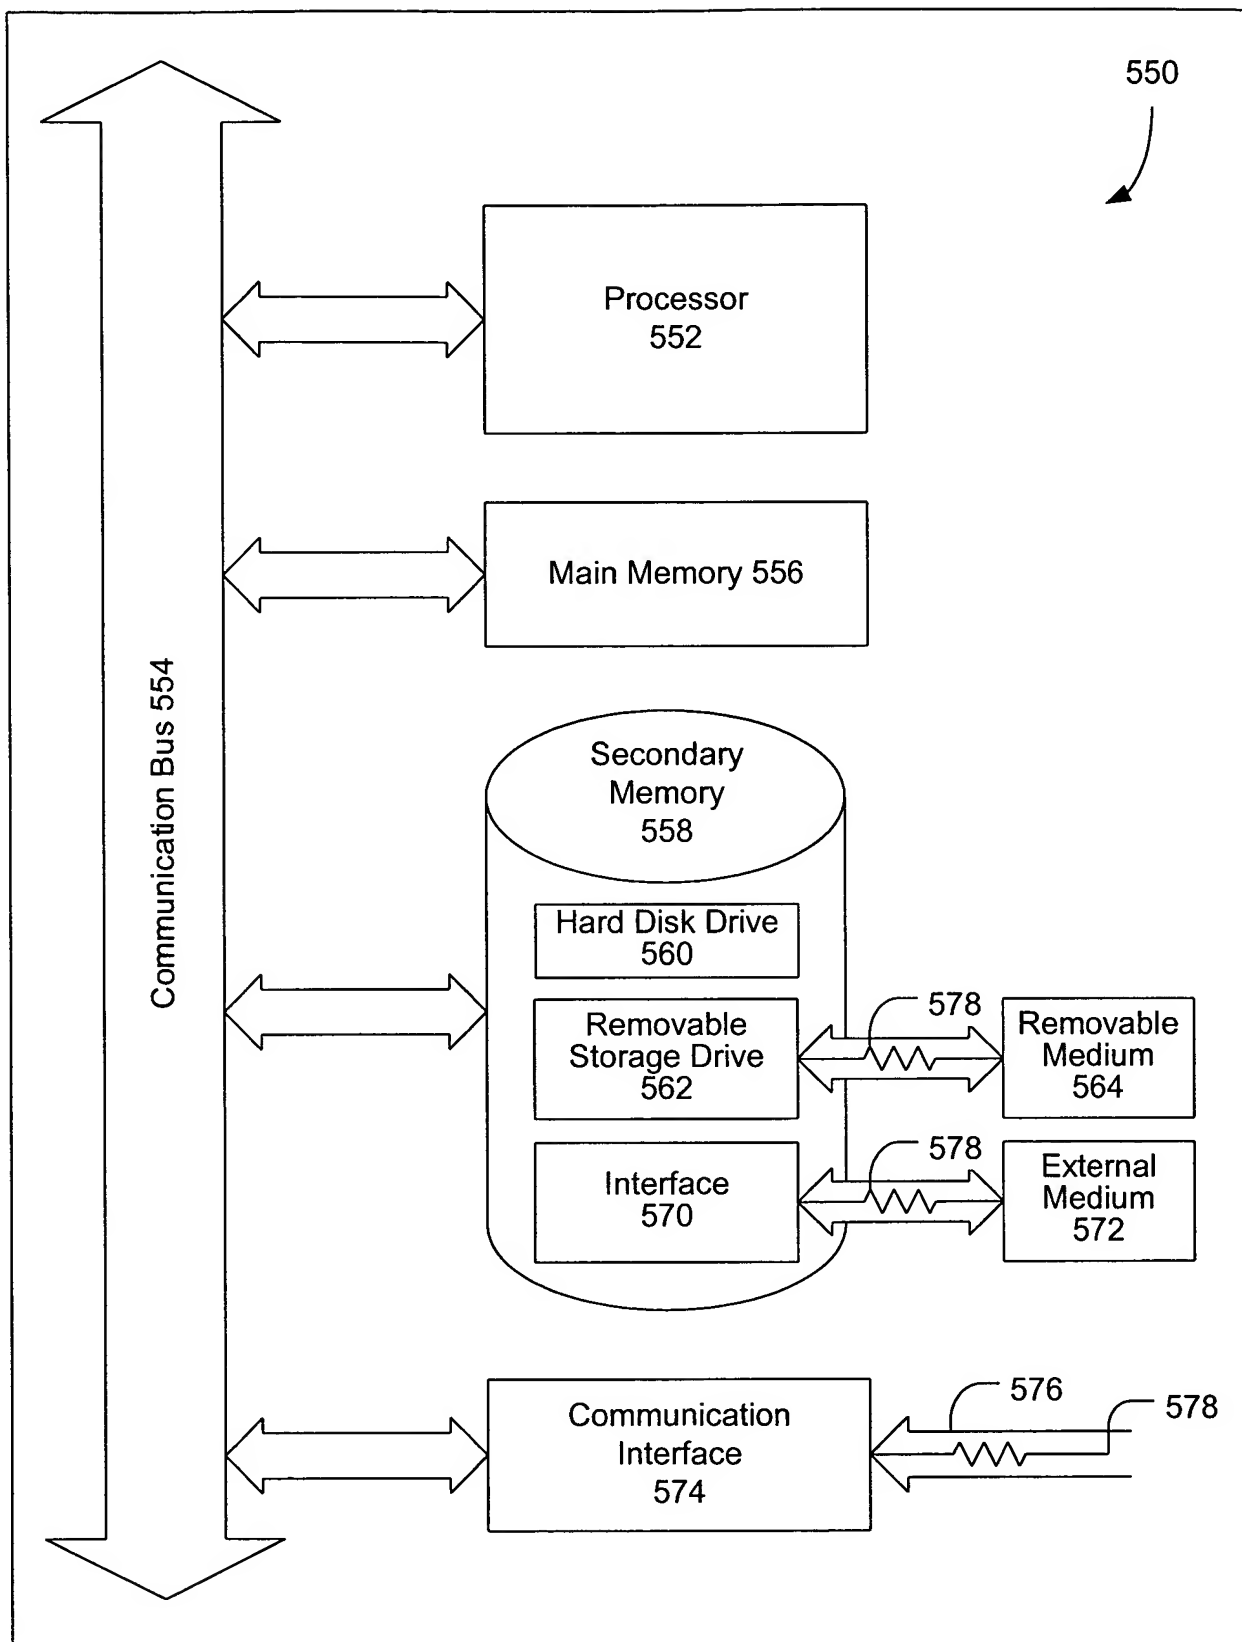 550
Processor
552
Main Memory 556
Communication Bus 554
Secondary
Memory
558
Hard Disk Drive
560
Removable
Storage Drive
562
578
Removable
Medium
564
Interface
570
578
External
Medium
572
Communication
Interface
574
576
578